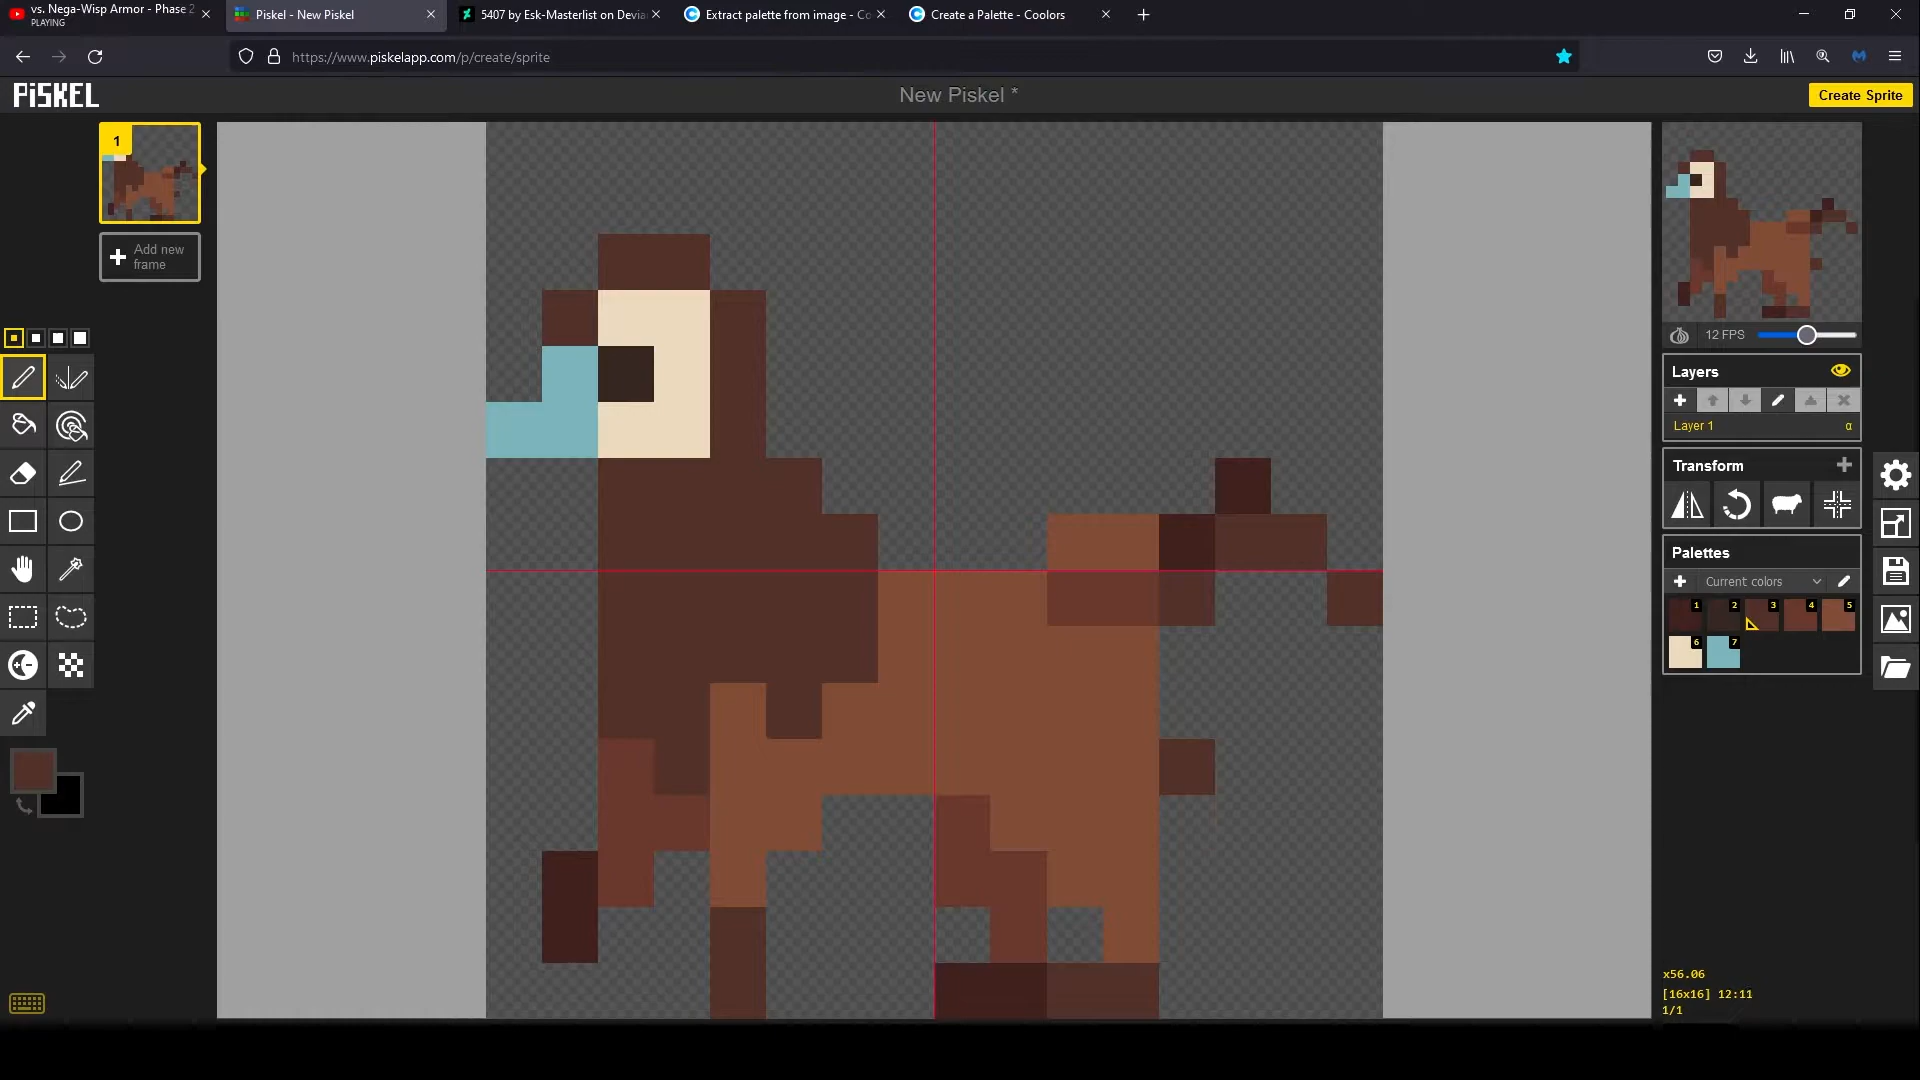 vs. Nega-Wisp Armor - Phase 2
PLAYING
Piskel - New Piskel
5407 by Esk-Masterlist on Devia
Extract palette from image - Co
Create a Palette - Coolors
https://www.piskelapp.com/p/create/sprite
PiSKEL
New Piskel *
Create Sprite
1
Add new
frame
12 FPS
Layers
Layer 1
α
Transform
Palettes
Current colors
1 2 3 4 5
6 7
x56.06
[16x16] 12:11
1/1